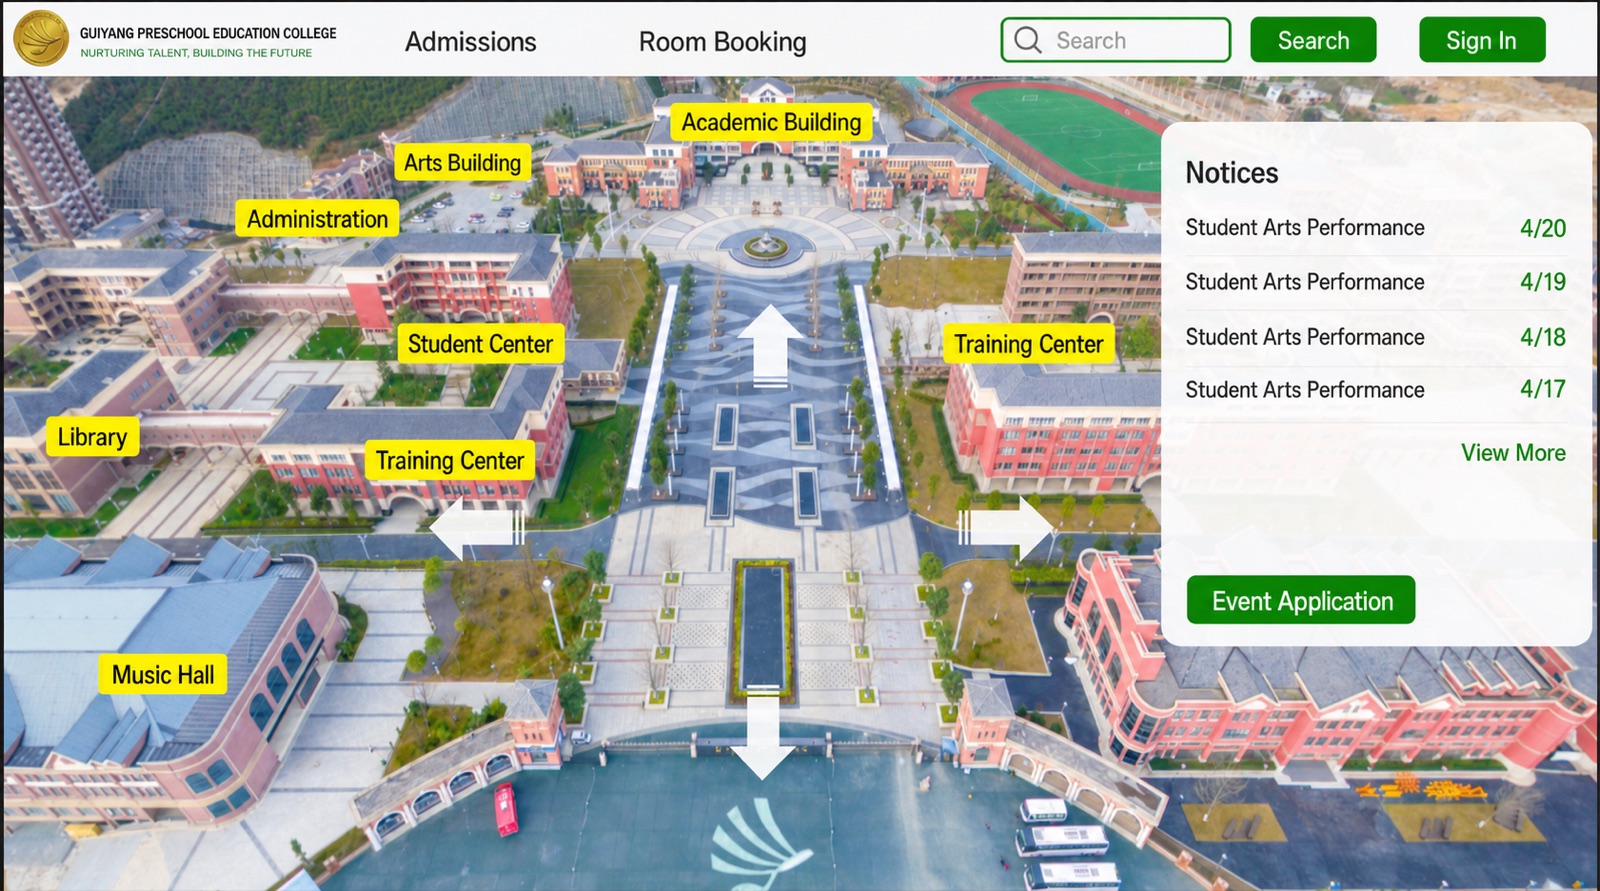 GUIYANG PRESCHOOL EDUCATION COLLEGE
NURTURING TALENT, BUILDING THE FUTURE
Admissions
Room Booking
Search
Search
Sign In
Academic Building
Arts Building
Administration
Student Center
Training Center
Library
Training Center
Music Hall
Notices
Student Arts Performance 4/20
Student Arts Performance 4/19
Student Arts Performance 4/18
Student Arts Performance 4/17
View More
Event Application